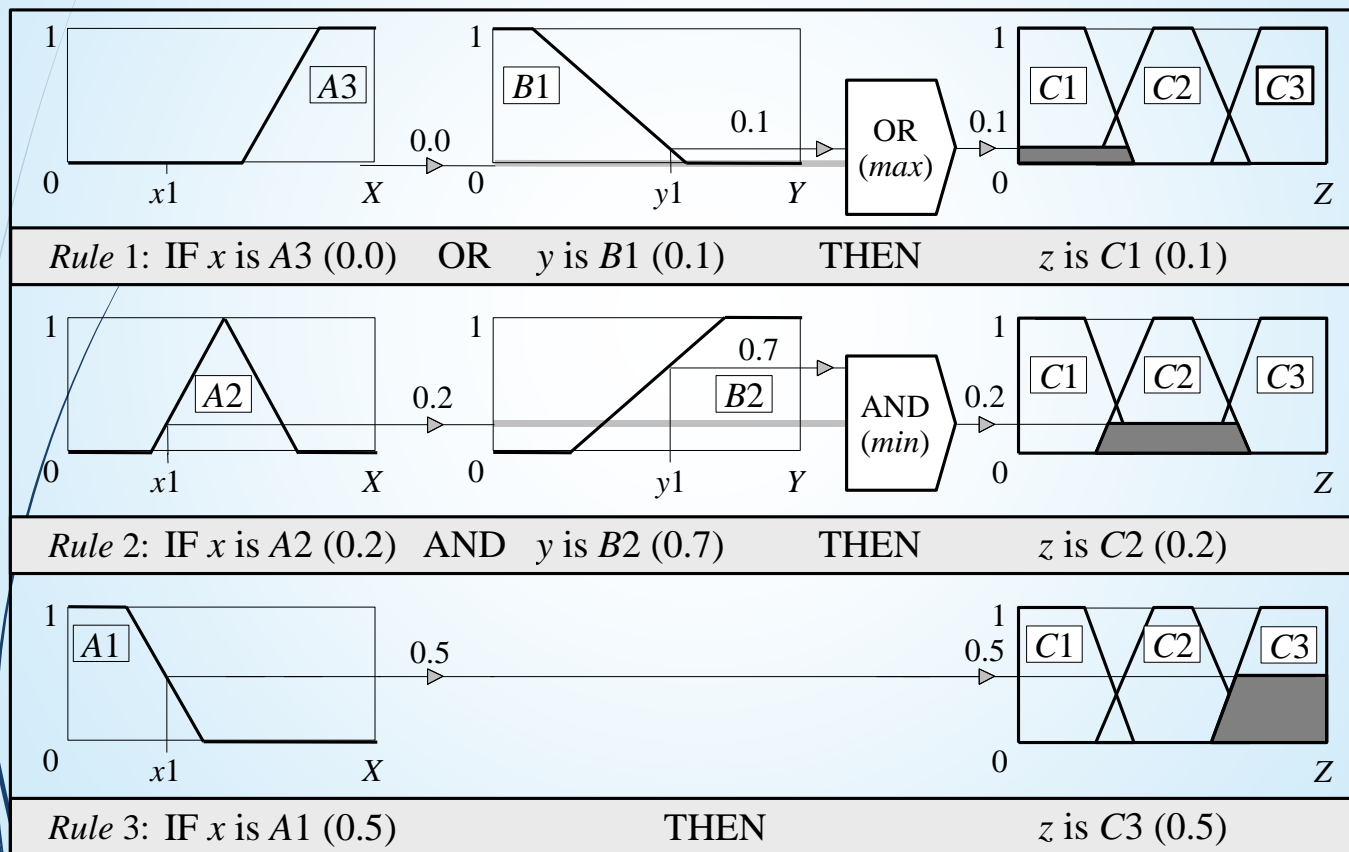 1 1 1
A3 B1 C1 C2 C3
0.0 0.1 OR (max) 0.1
0 x1 X 0 y1 Y 0 Z
Rule 1: IF x is A3 (0.0) OR y is B1 (0.1) THEN z is C1 (0.1)
1 1 1
A2 0.7 B2 C1 C2 C3
0.2 AND (min) 0.2
0 x1 X 0 y1 Y 0 Z
Rule 2: IF x is A2 (0.2) AND y is B2 (0.7) THEN z is C2 (0.2)
1 1
A1 C1 C2 C3
0.5 0.5
0 x1 X 0 Z
Rule 3: IF x is A1 (0.5) THEN z is C3 (0.5)